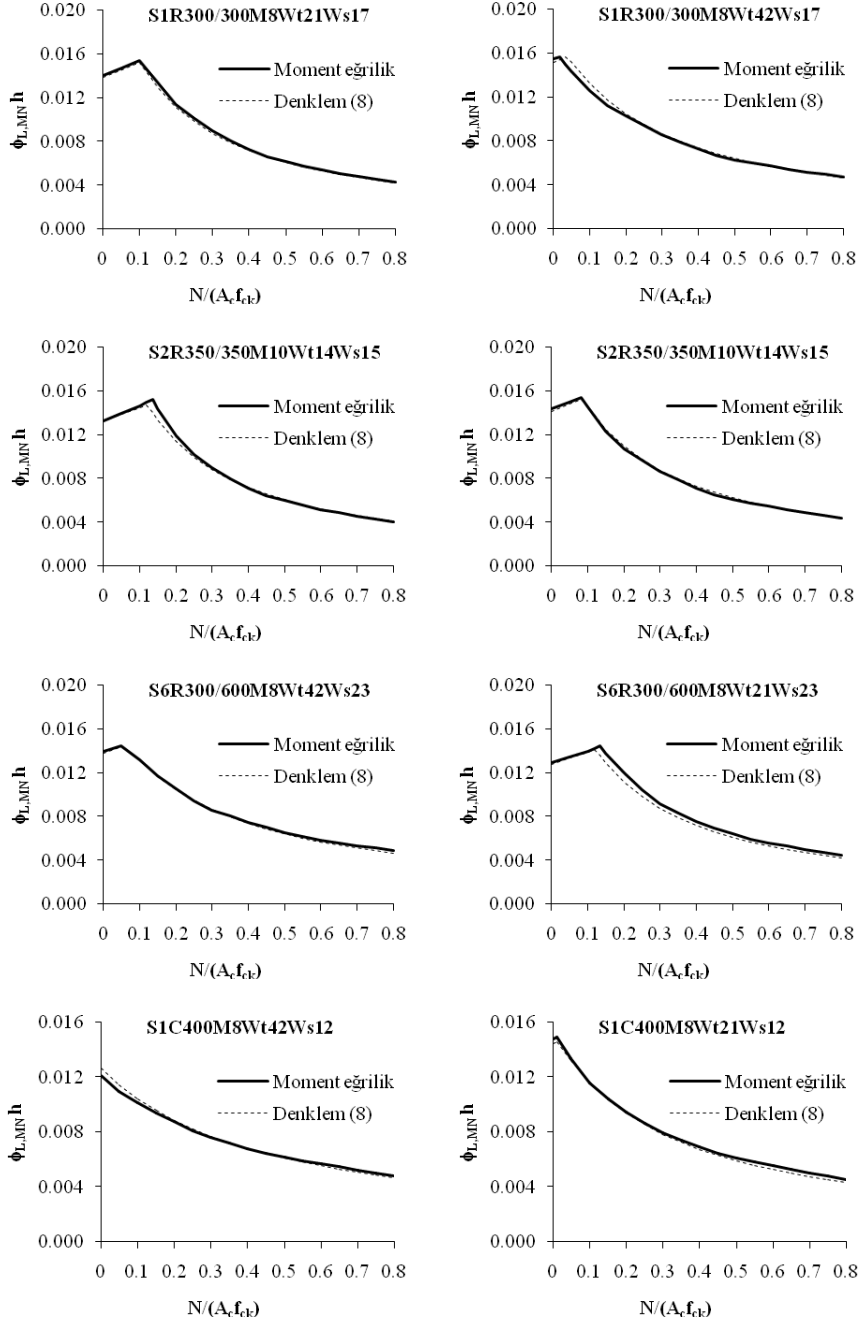 S1R300/300M8Wt21Ws17
0.020
0.016
0.012
0.008
0.004
0.000
ϕL,MN h
Moment eğrilik
Denklem (8)
0 0.1 0.2 0.3 0.4 0.5 0.6 0.7 0.8
N/(Acfck)
S1R300/300M8Wt42Ws17
0.020
0.016
0.012
0.008
0.004
0.000
ϕL,MN h
Moment eğrilik
Denklem (8)
0 0.1 0.2 0.3 0.4 0.5 0.6 0.7 0.8
N/(Acfck)
S2R350/350M10Wt14Ws15
0.020
0.016
0.012
0.008
0.004
0.000
ϕL,MN h
Moment eğrilik
Denklem (8)
0 0.1 0.2 0.3 0.4 0.5 0.6 0.7 0.8
N/(Acfck)
S2R350/350M10Wt14Ws15
0.020
0.016
0.012
0.008
0.004
0.000
ϕL,MN h
Moment eğrilik
Denklem (8)
0 0.1 0.2 0.3 0.4 0.5 0.6 0.7 0.8
N/(Acfck)
S6R300/600M8Wt42Ws23
0.020
0.016
0.012
0.008
0.004
0.000
ϕL,MN h
Moment eğrilik
Denklem (8)
0 0.1 0.2 0.3 0.4 0.5 0.6 0.7 0.8
N/(Acfck)
S6R300/600M8Wt21Ws23
0.020
0.016
0.012
0.008
0.004
0.000
ϕL,MN h
Moment eğrilik
Denklem (8)
0 0.1 0.2 0.3 0.4 0.5 0.6 0.7 0.8
N/(Acfck)
S1C400M8Wt42Ws12
0.016
0.012
0.008
0.004
0.000
ϕL,MN h
Moment eğrilik
Denklem (8)
0 0.1 0.2 0.3 0.4 0.5 0.6 0.7 0.8
N/(Acfck)
S1C400M8Wt21Ws12
0.016
0.012
0.008
0.004
0.000
ϕL,MN h
Moment eğrilik
Denklem (8)
0 0.1 0.2 0.3 0.4 0.5 0.6 0.7 0.8
N/(Acfck)